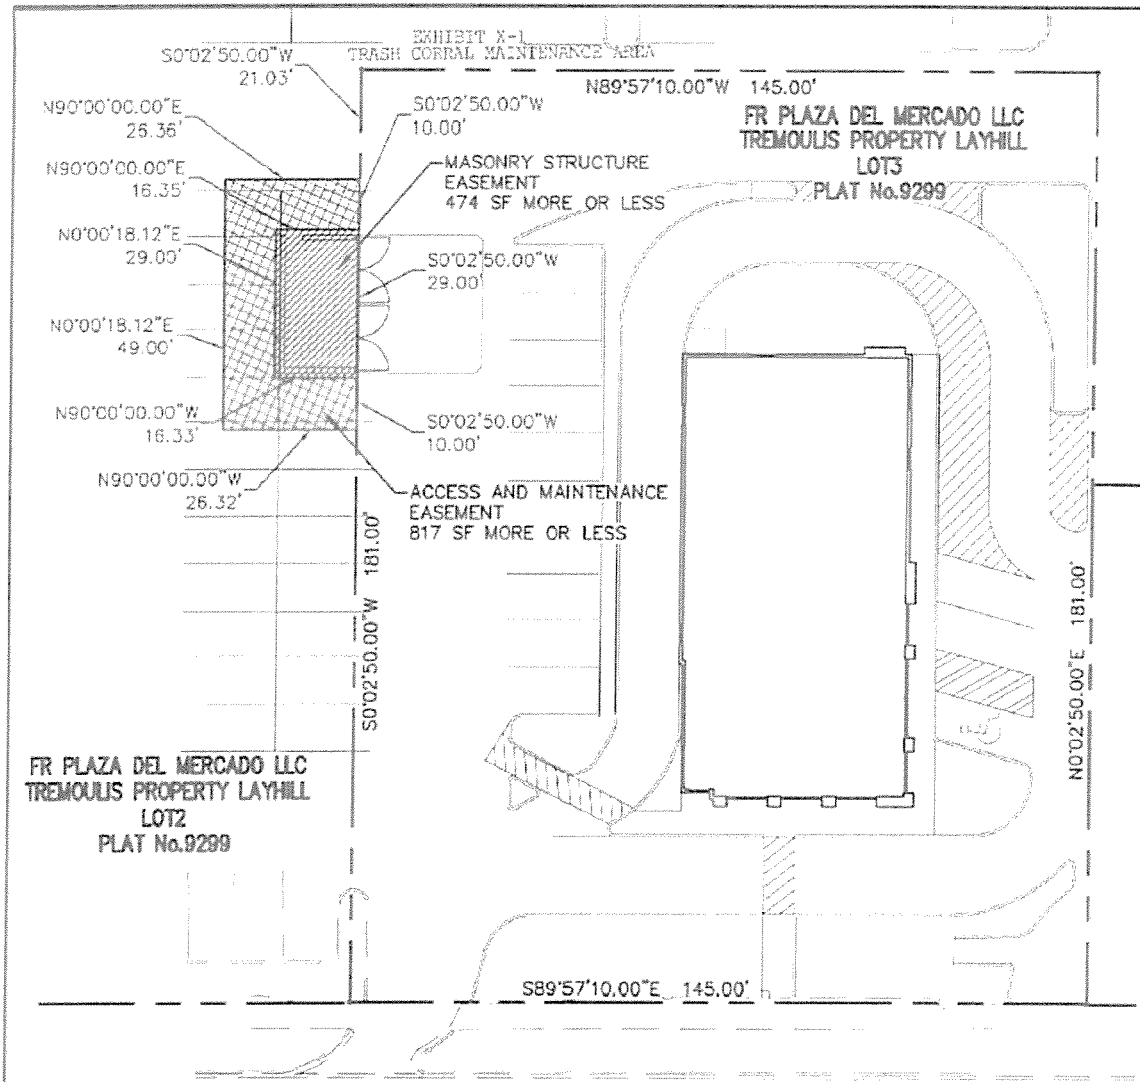 EXHIBIT X-1
TRASH CORRAL MAINTENANCE AREA
S0°02'50.00"W
21.03'
N89°57'10.00"W 145.00'
N90°00'00.00"E
26.36'
S0°02'50.00"W
10.00'
FR PLAZA DEL MERCADO LLC
TREMOULIS PROPERTY LAYHILL
LOT3
PLAT No.9299
N90°00'00.00"E
16.35'
MASONRY STRUCTURE
EASEMENT
474 SF MORE OR LESS
N0°00'18.12"E
29.00'
S0°02'50.00"W
29.00'
N0°00'18.12"E
49.00'
N90°00'00.00"W
16.33'
S0°02'50.00"W
10.00'
N90°00'00.00"W
26.32'
ACCESS AND MAINTENANCE
EASEMENT
817 SF MORE OR LESS
S0°02'50.00"W 181.00'
N0°02'50.00"E 181.00'
FR PLAZA DEL MERCADO LLC
TREMOULIS PROPERTY LAYHILL
LOT2
PLAT No.9299
S89°57'10.00"E 145.00'